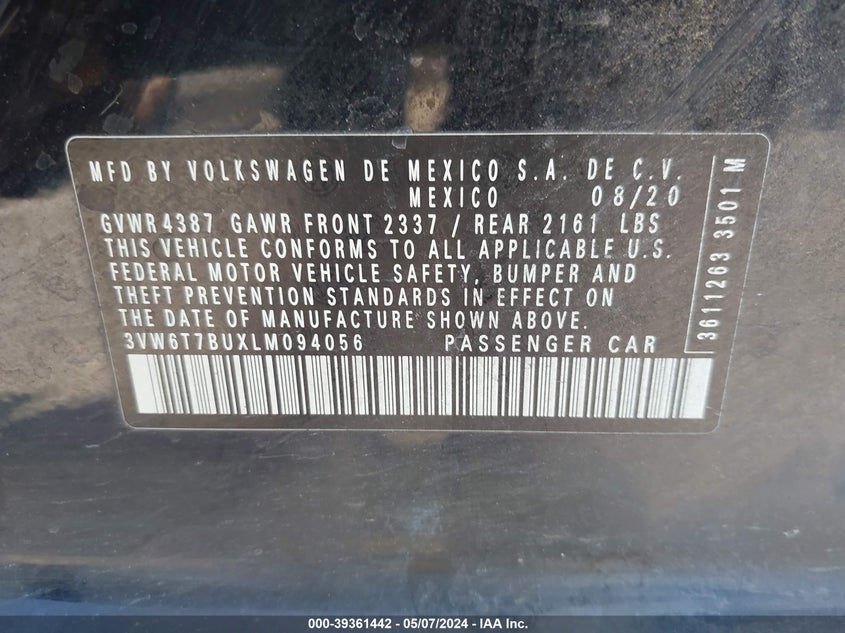 MFD BY VOLKSWAGEN DE MEXICO S.A. DE C.V.
MEXICO 08/20
GVWR 4387 GAWR FRONT 2337 / REAR 2161 LBS
THIS VEHICLE CONFORMS TO ALL APPLICABLE U.S.
FEDERAL MOTOR VEHICLE SAFETY, BUMPER AND
THEFT PREVENTION STANDARDS IN EFFECT ON
THE DATE OF MANUFACTURE SHOWN ABOVE.
3VW6T7BUXLM094056 PASSENGER CAR
3611263 3501 M
000-39361442 - 05/07/2024 - IAA Inc.